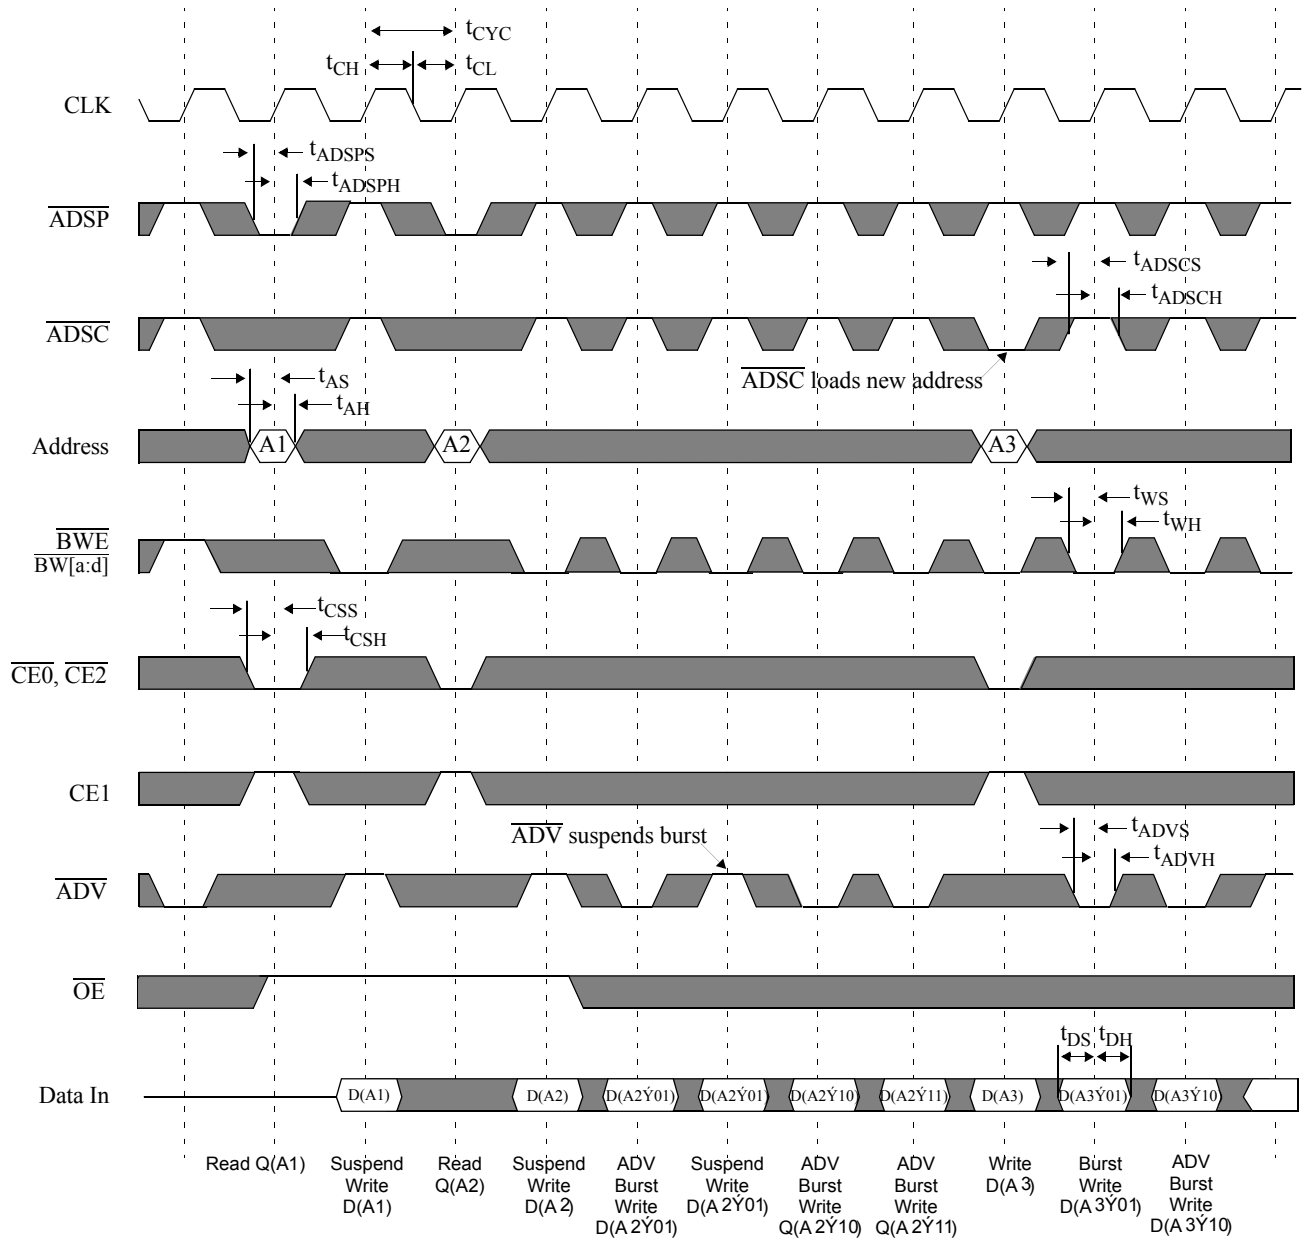 tCYC
tCH
tCL
CLK
tADSPS
tADSPH
ADSP
tADSCS
tADSCH
ADSC
ADSC loads new address
tAS
tAH
Address
A1
A2
A3
tWS
tWH
BWE
BW[a:d]
tCSS
tCSH
CE0, CE2
CE1
ADV suspends burst
tADVS
tADVH
ADV
OE
tDS
tDH
Data In
D(A1)
D(A2)
D(A2Ý01)
D(A2Ý01)
D(A2Ý10)
D(A2Ý11)
D(A3)
D(A3Ý01)
D(A3Ý10)
Read Q(A1)
Suspend
Write
D(A1)
Read
Q(A2)
Suspend
Write
D(A2)
ADV
Burst
Write
D(A2Ý01)
Suspend
Write
D(A2Ý01)
ADV
Burst
Write
Q(A2Ý10)
ADV
Burst
Write
Q(A2Ý11)
Write
D(A3)
Burst
Write
D(A3Ý01)
ADV
Burst
Write
D(A3Ý10)